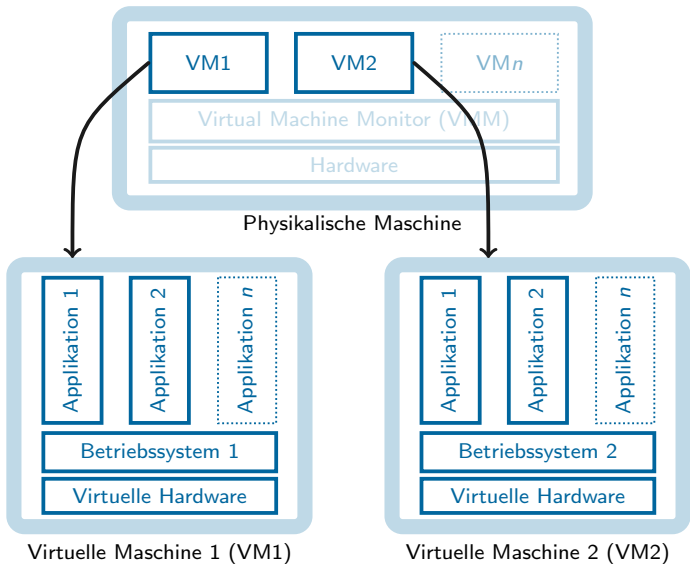 VM1 VM2 VMn
Virtual Machine Monitor (VMM)
Hardware
Physikalische Maschine
Applikation 1
Applikation 2
Applikation n
Betriebssystem 1
Virtuelle Hardware
Virtuelle Maschine 1 (VM1)
Applikation 1
Applikation 2
Applikation n
Betriebssystem 2
Virtuelle Hardware
Virtuelle Maschine 2 (VM2)